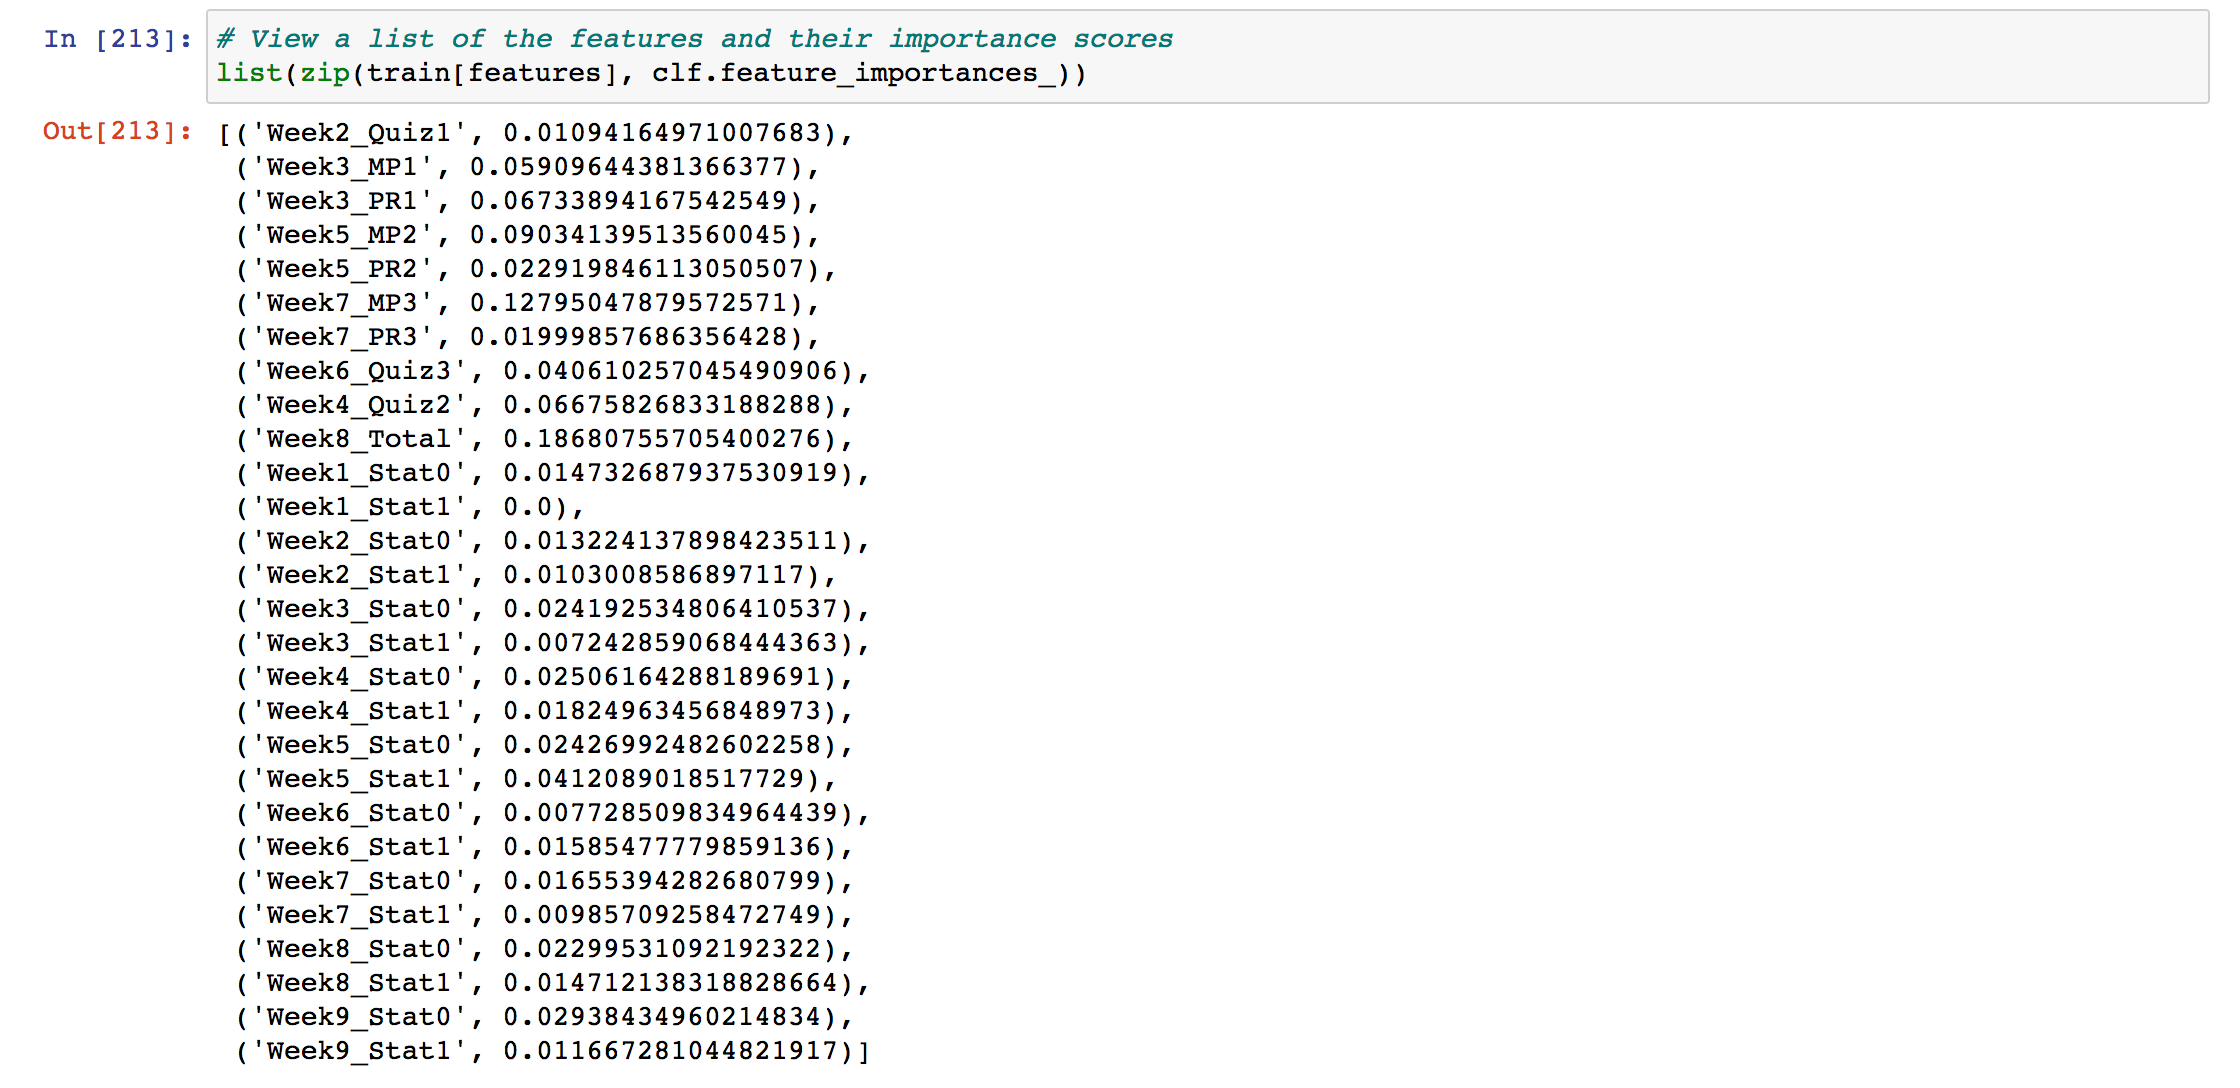 In [213]: # View a list of the features and their importance scores
list(zip(train[features], clf.feature_importances_))
Out[213]: [('Week2_Quiz1', 0.01094164971007683),
('Week3_MP1', 0.05909644381366377),
('Week3_PR1', 0.06733894167542549),
('Week5_MP2', 0.09034139513560045),
('Week5_PR2', 0.022919846113050507),
('Week7_MP3', 0.12795047879572571),
('Week7_PR3', 0.01999857686356428),
('Week6_Quiz3', 0.040610257045490906),
('Week4_Quiz2', 0.06675826833188288),
('Week8_Total', 0.18680755705400276),
('Week1_Stat0', 0.014732687937530919),
('Week1_Stat1', 0.0),
('Week2_Stat0', 0.013224137898423511),
('Week2_Stat1', 0.0103008586897117),
('Week3_Stat0', 0.024192534806410537),
('Week3_Stat1', 0.007242859068444363),
('Week4_Stat0', 0.02506164288189691),
('Week4_Stat1', 0.01824963456848973),
('Week5_Stat0', 0.02426992482602258),
('Week5_Stat1', 0.0412089018517729),
('Week6_Stat0', 0.007728509834964439),
('Week6_Stat1', 0.01585477779859136),
('Week7_Stat0', 0.01655394282680799),
('Week7_Stat1', 0.00985709258472749),
('Week8_Stat0', 0.02299531092192322),
('Week8_Stat1', 0.014712138318828664),
('Week9_Stat0', 0.02938434960214834),
('Week9_Stat1', 0.011667281044821917)]